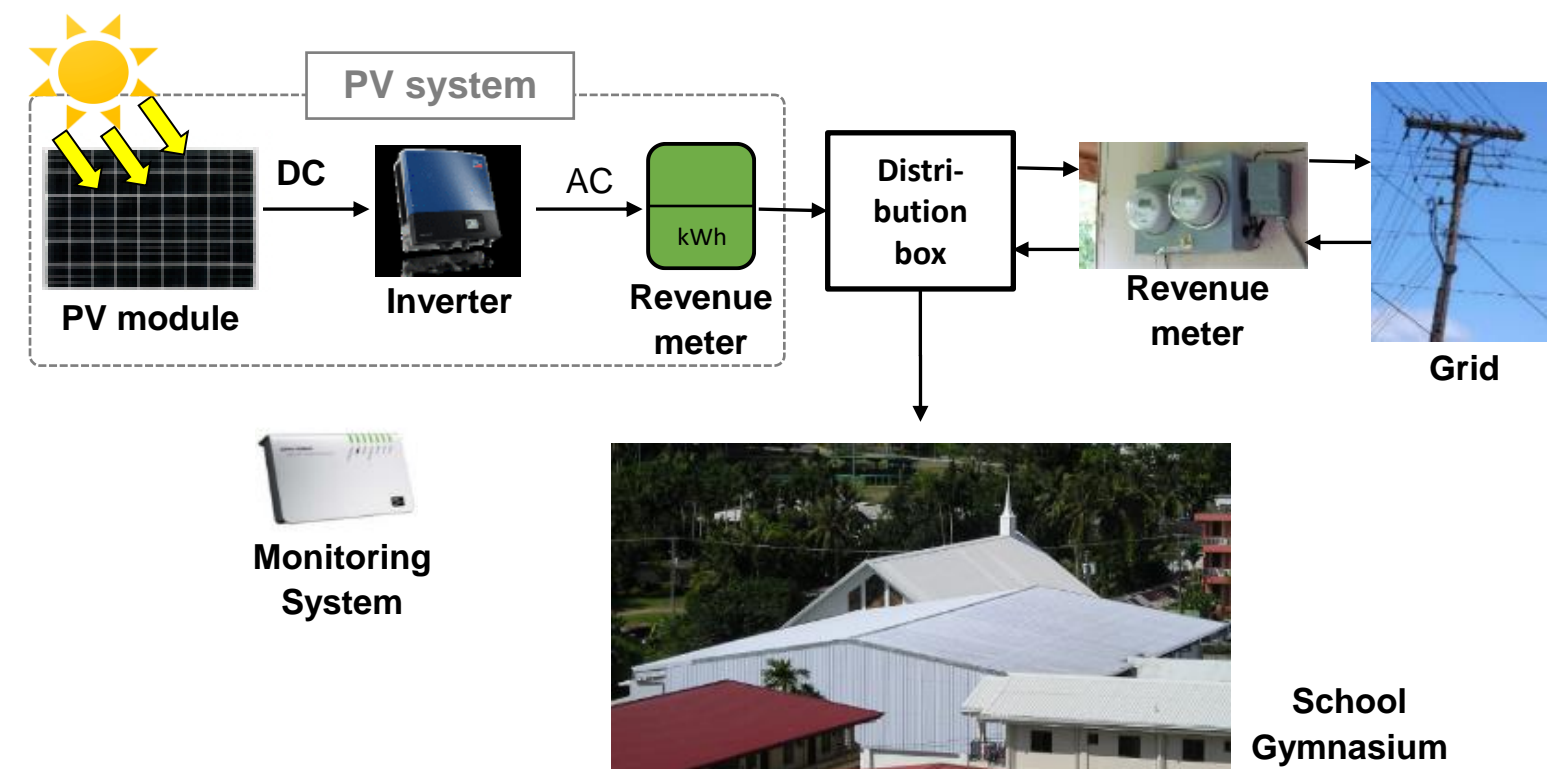 PV system
DC
AC
kWh
PV module
Inverter
Revenue
meter
Distri-
bution
box
Revenue
meter
Grid
Monitoring
System
School
Gymnasium